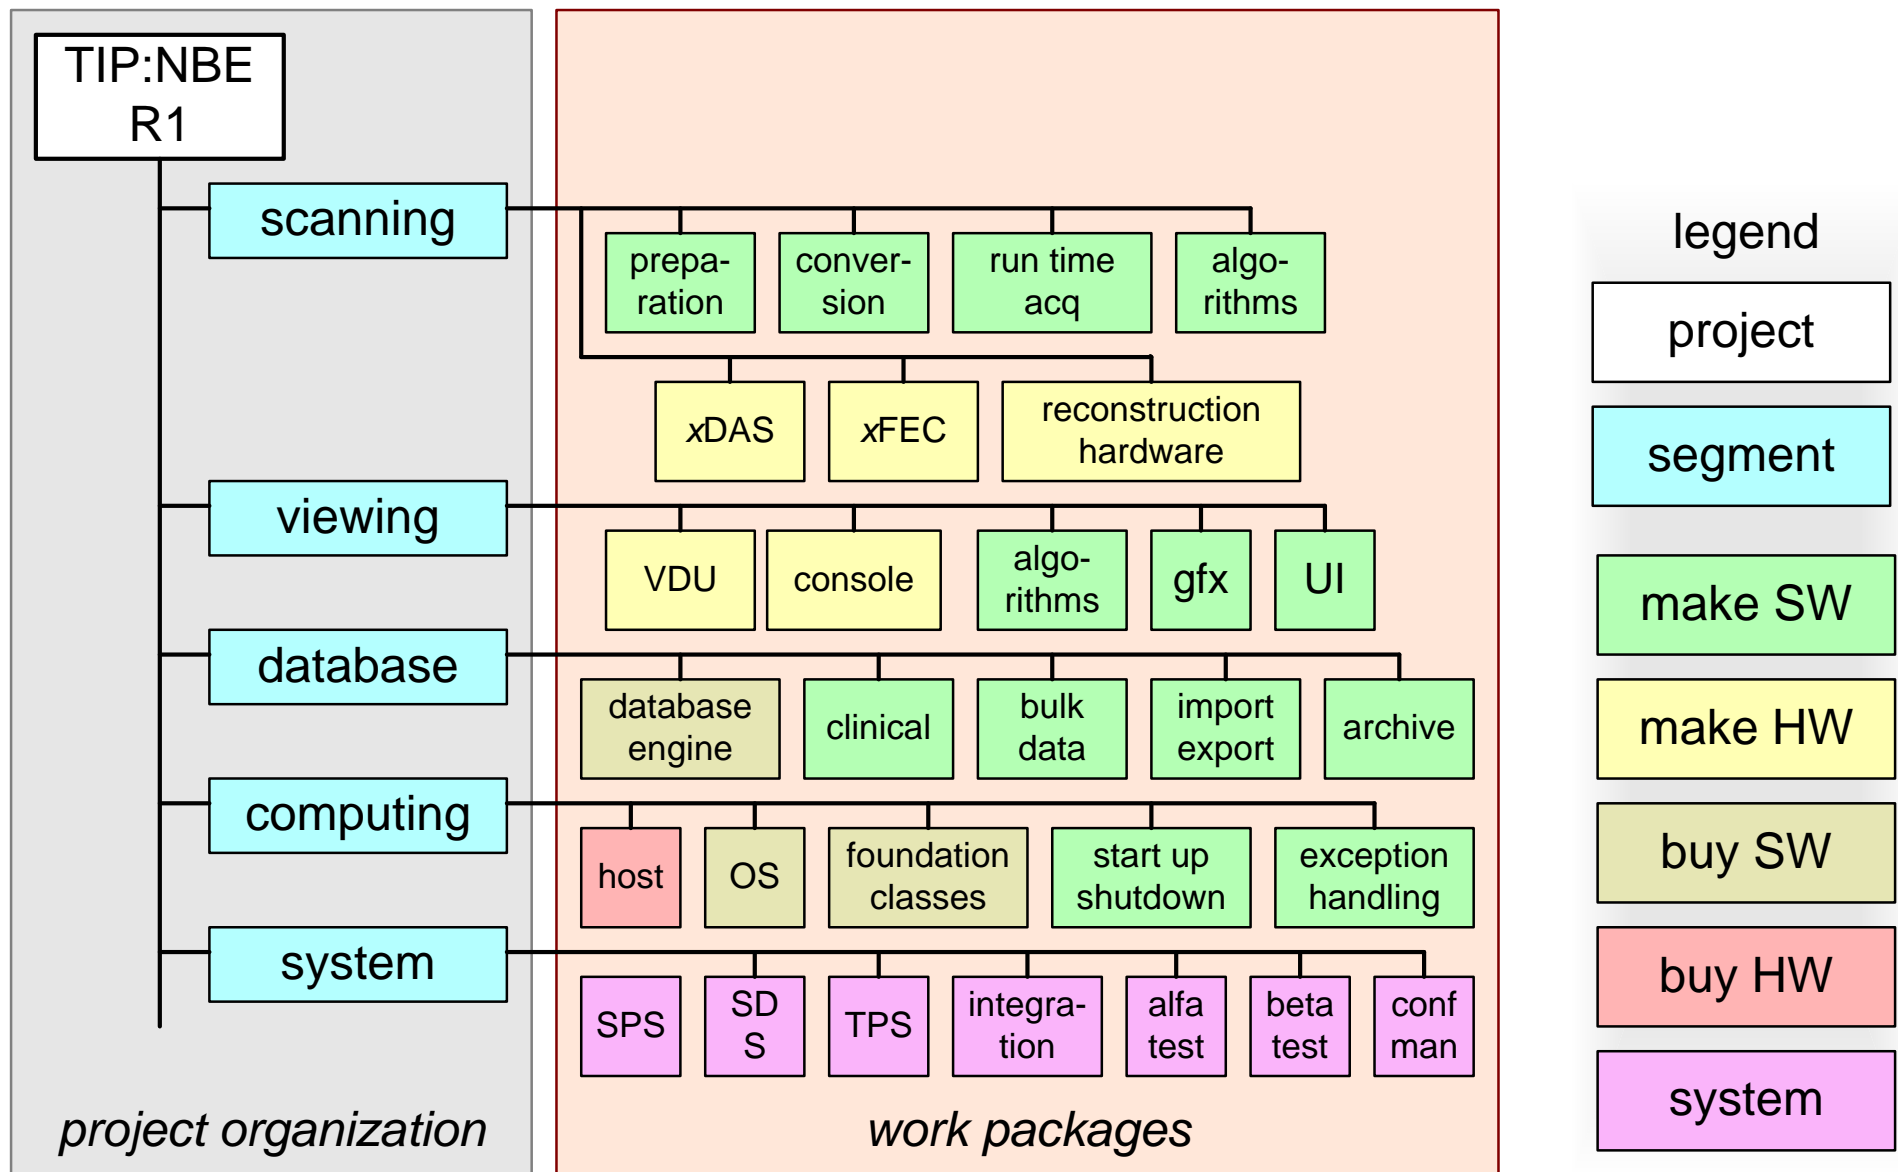 TIP:NBE
R1
scanning
prepa-
ration
conver-
sion
run time
acq
algo-
rithms
xDAS
xFEC
reconstruction
hardware
viewing
VDU
console
algo-
rithms
gfx
UI
database
database
engine
clinical
bulk
data
import
export
archive
computing
host
OS
foundation
classes
start up
shutdown
exception
handling
system
SPS
SD
S
TPS
integra-
tion
alfa
test
beta
test
conf
man
project organization
work packages
legend
project
segment
make SW
make HW
buy SW
buy HW
system